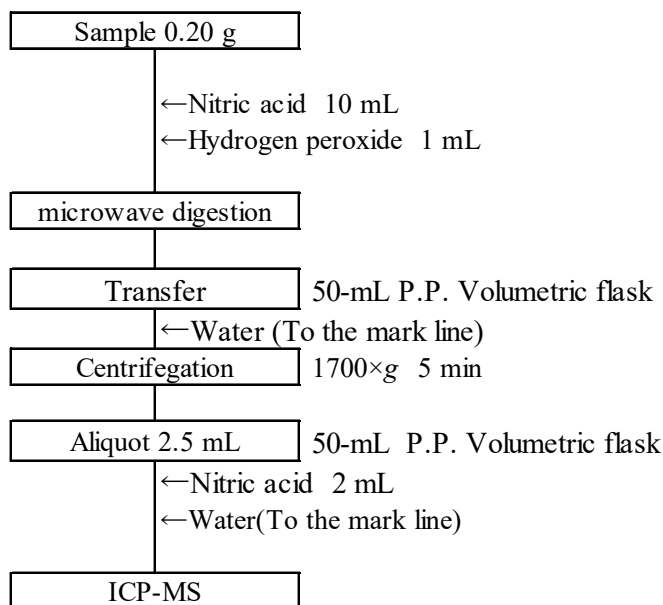 Sample 0.20 g
←Nitric acid 10 mL
←Hydrogen peroxide 1 mL
microwave digestion
Transfer 50-mL P.P. Volumetric flask
←Water (To the mark line)
Centrifegation 1700×g 5 min
Aliquot 2.5 mL 50-mL P.P. Volumetric flask
←Nitric acid 2 mL
←Water(To the mark line)
ICP-MS